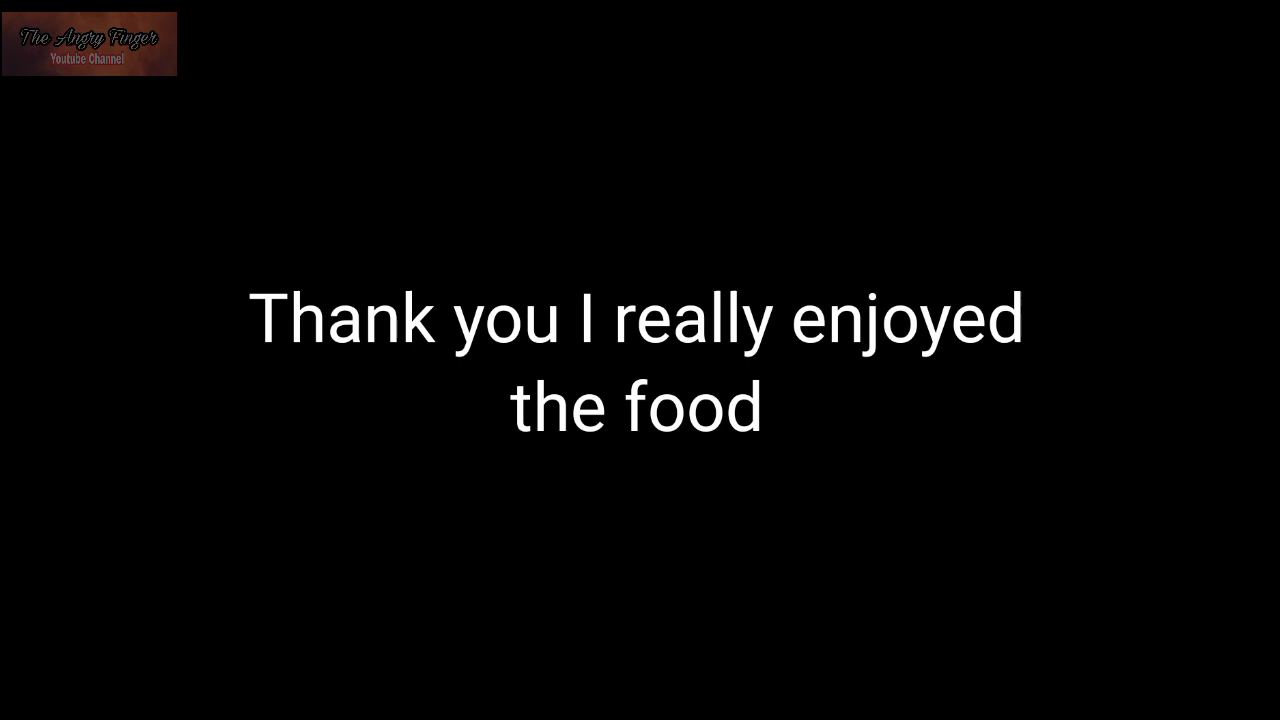 The Angry Finger
Youtube Channel
Thank you I really enjoyed
the food